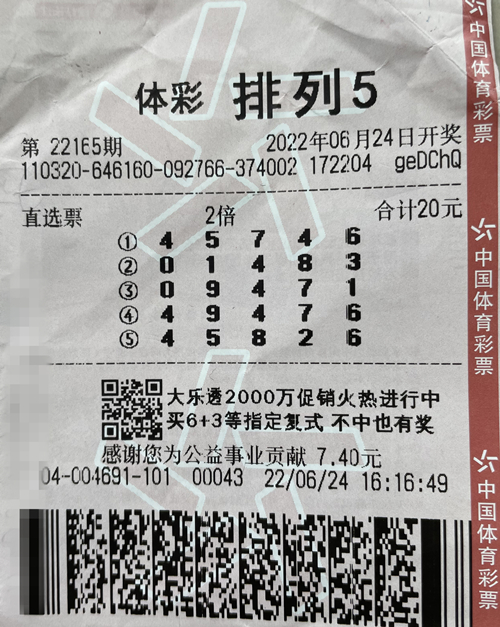 体彩 排列5
第 22165期 2022年06月24日开奖
110320-646160-092766-374002 172204 geDChQ
直选票 2倍 合计20元
① 4 5 7 4 6
② 0 1 4 8 3
③ 0 9 4 7 1
④ 4 9 4 7 6
⑤ 4 5 8 2 6
大乐透2000万促销火热进行中
买6+3等指定复式 不中也有奖
感谢您为公益事业贡献 7.40元
04-004691-101 00043 22/06/24 16:16:49
中国体育彩票
中国体育彩票
中国体育彩票